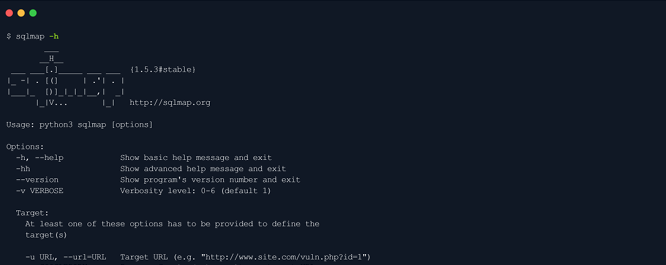 $ sqlmap -h
        ___
       __H__
 ___ ___[.]_____ ___ ___  {1.5.3#stable}
|_ -| . [(]     | .'| . |
|___|_  [)]_|_|_|__,|  _|
      |_|V...       |_|   http://sqlmap.org
Usage: python3 sqlmap [options]
Options:
  -h, --help            Show basic help message and exit
  -hh                   Show advanced help message and exit
  --version             Show program's version number and exit
  -v VERBOSE            Verbosity level: 0-6 (default 1)
  Target:
    At least one of these options has to be provided to define the
    target(s)
    -u URL, --url=URL   Target URL (e.g. "http://www.site.com/vuln.php?id=1")